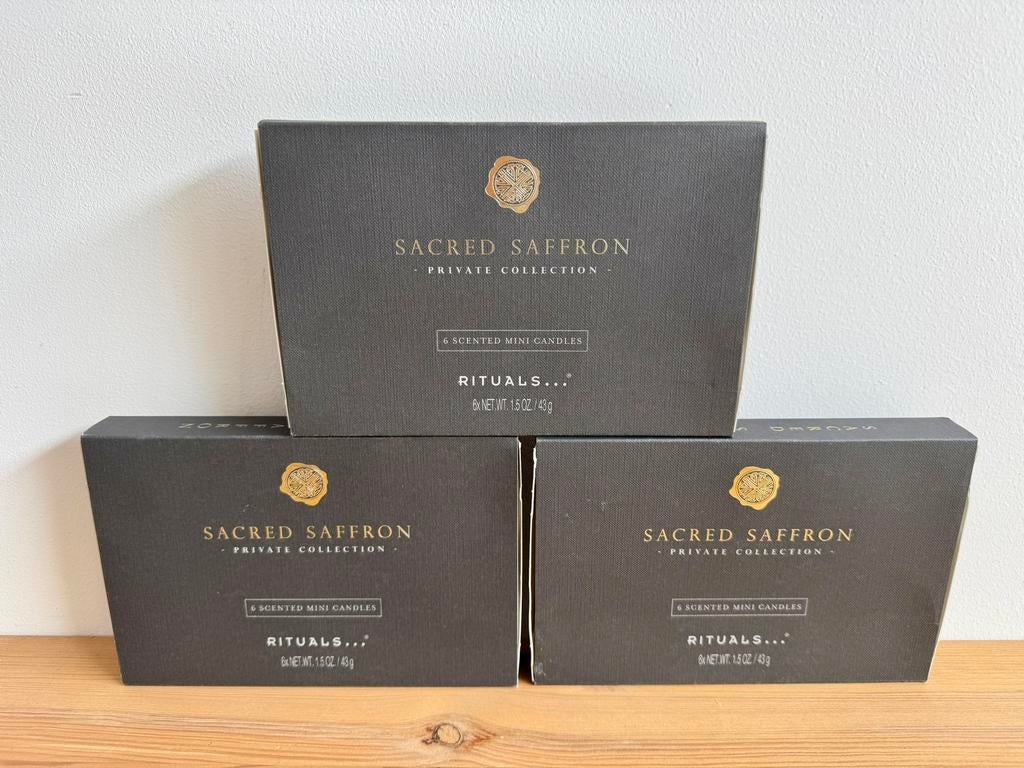 SACRED SAFFRON
- PRIVATE COLLECTION -
6 SCENTED MINI CANDLES
RITUALS...®
6x NET.WT. 1.5 OZ. / 43 g
SACRED SAFFRON
- PRIVATE COLLECTION -
6 SCENTED MINI CANDLES
RITUALS...®
6x NET.WT. 1.5 OZ. / 43 g
SACRED
SACRED SAFFRON
- PRIVATE COLLECTION -
6 SCENTED MINI CANDLES
RITUALS...®
6x NET.WT. 1.5 OZ. / 43 g